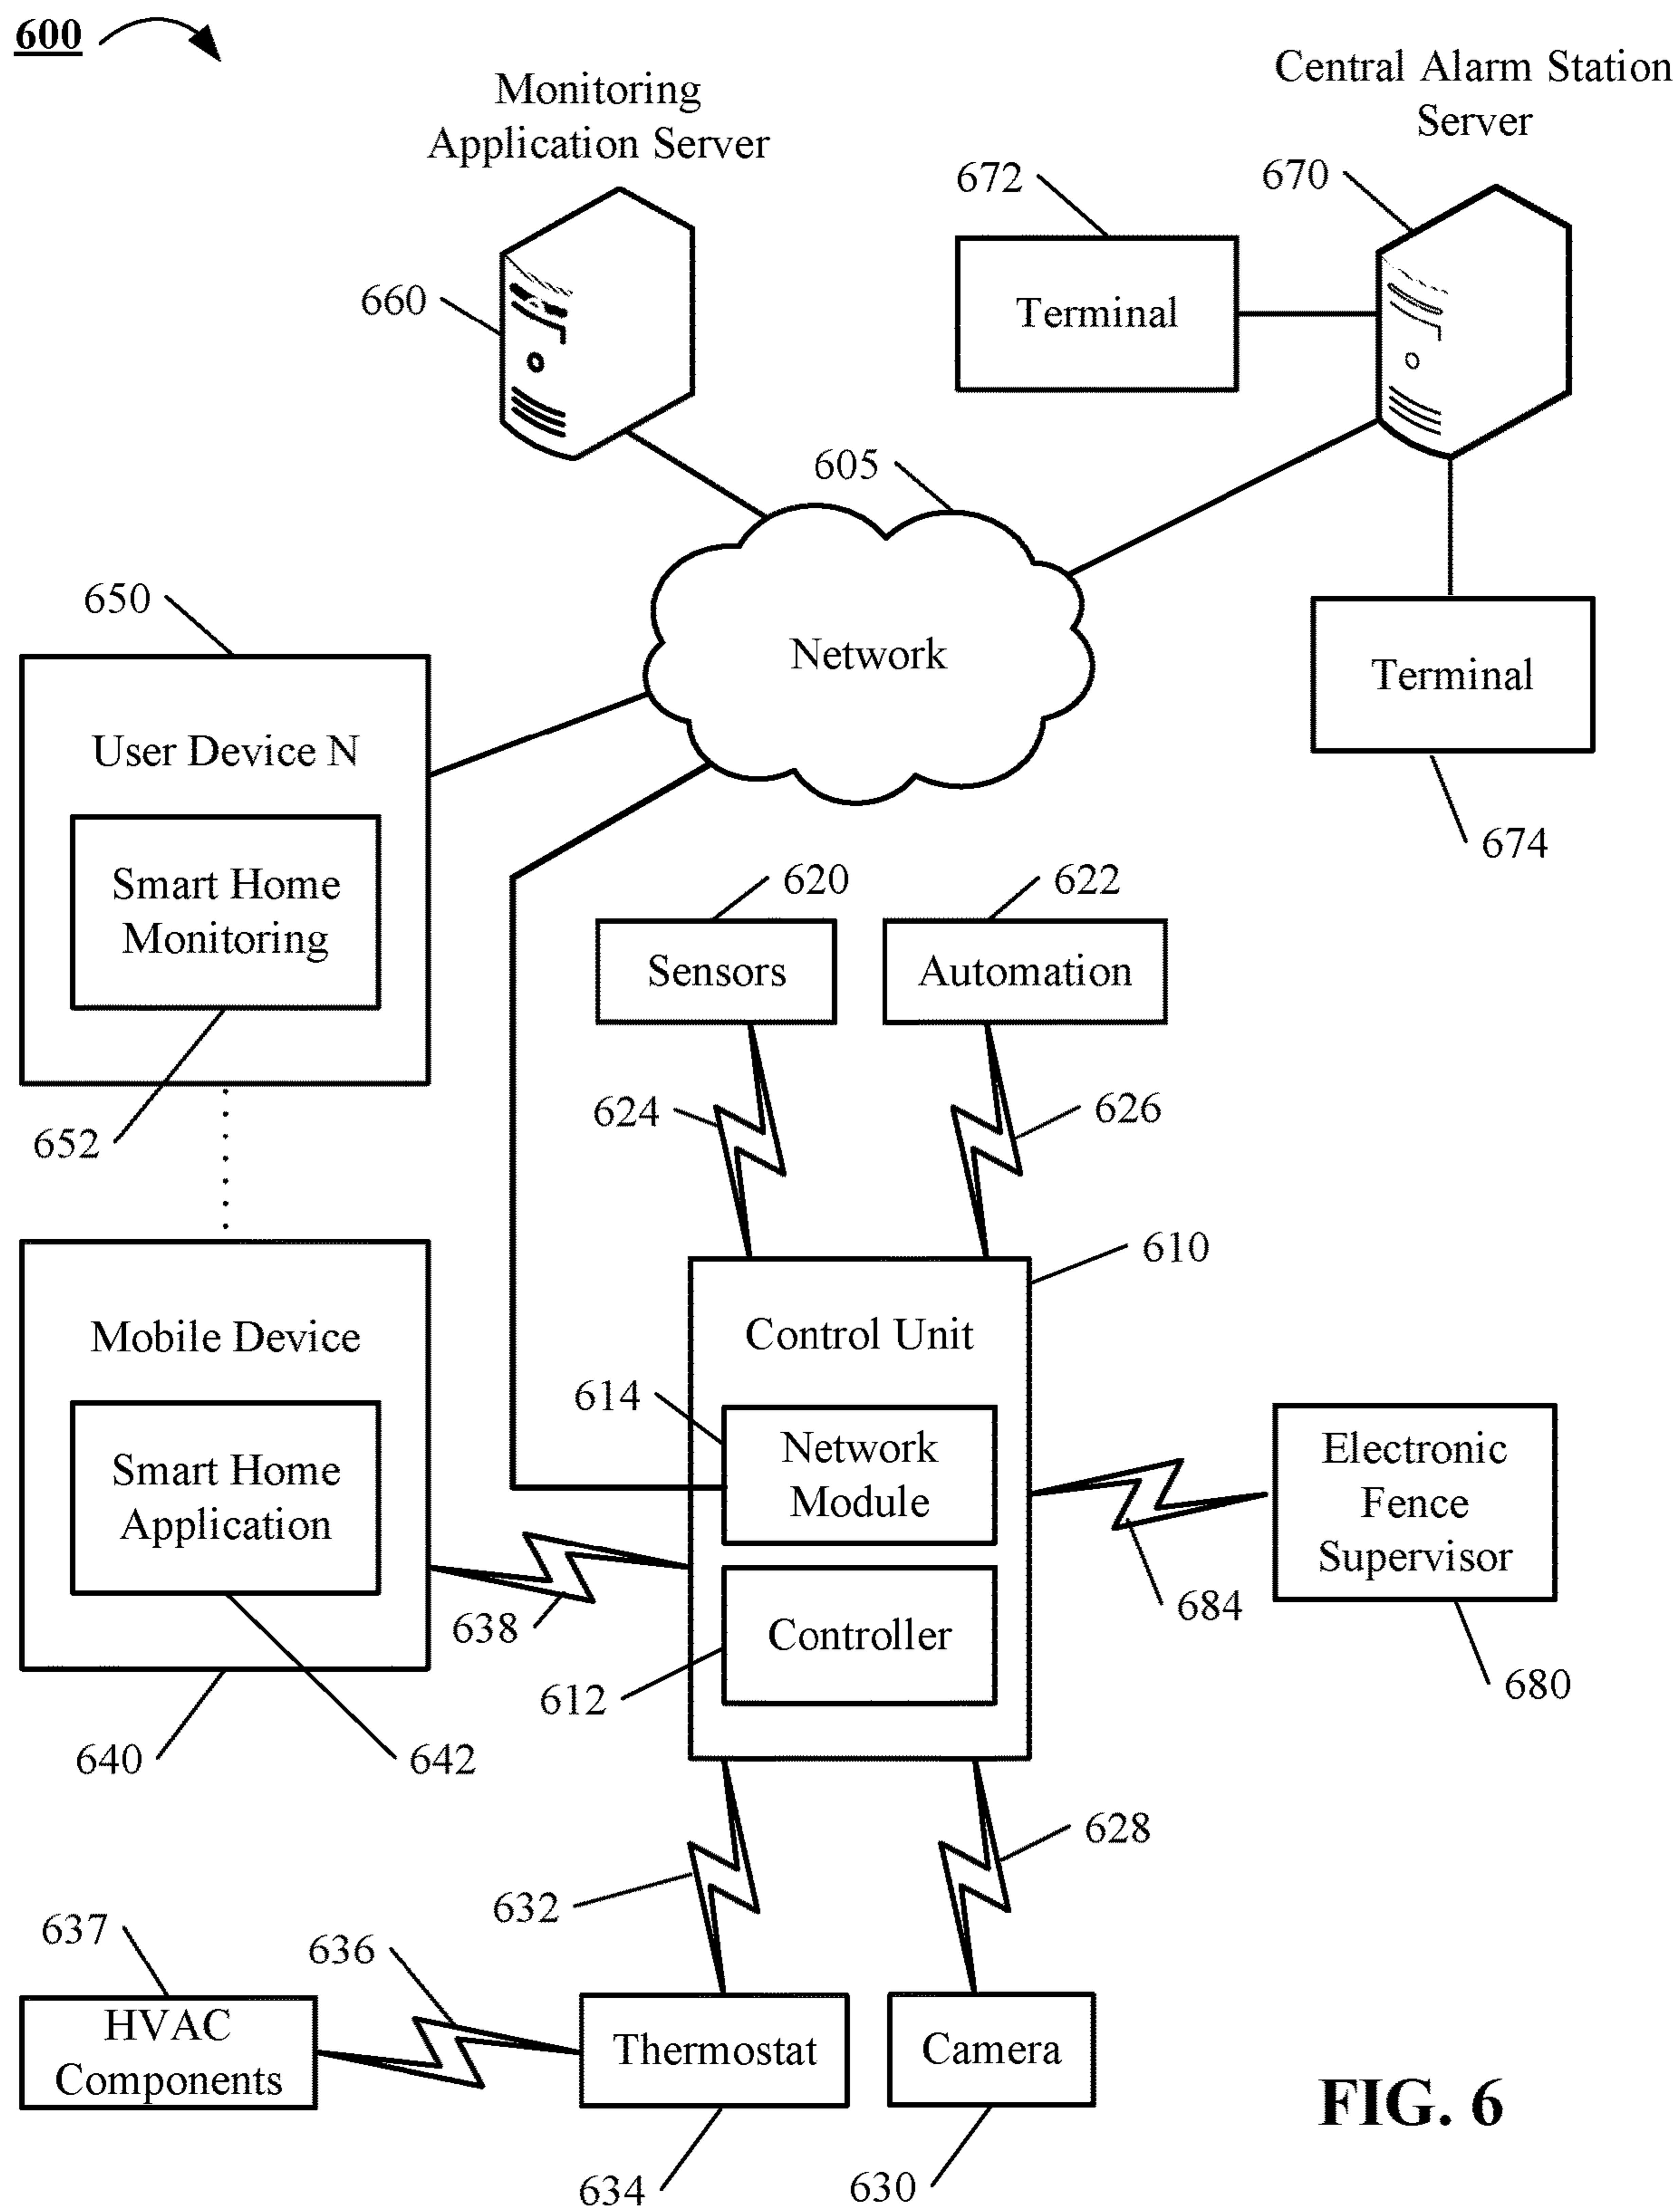 600
Monitoring
Application Server
Central Alarm Station
Server
672
670
660
Terminal
605
650
Network
Terminal
User Device N
674
Smart Home
Monitoring
620
622
Sensors
Automation
624
626
652
610
Mobile Device
Control Unit
614
Network
Module
Electronic
Fence
Supervisor
Smart Home
Application
684
638
Controller
612
680
640
642
628
632
637
636
HVAC
Components
Thermostat
Camera
634
630
FIG. 6